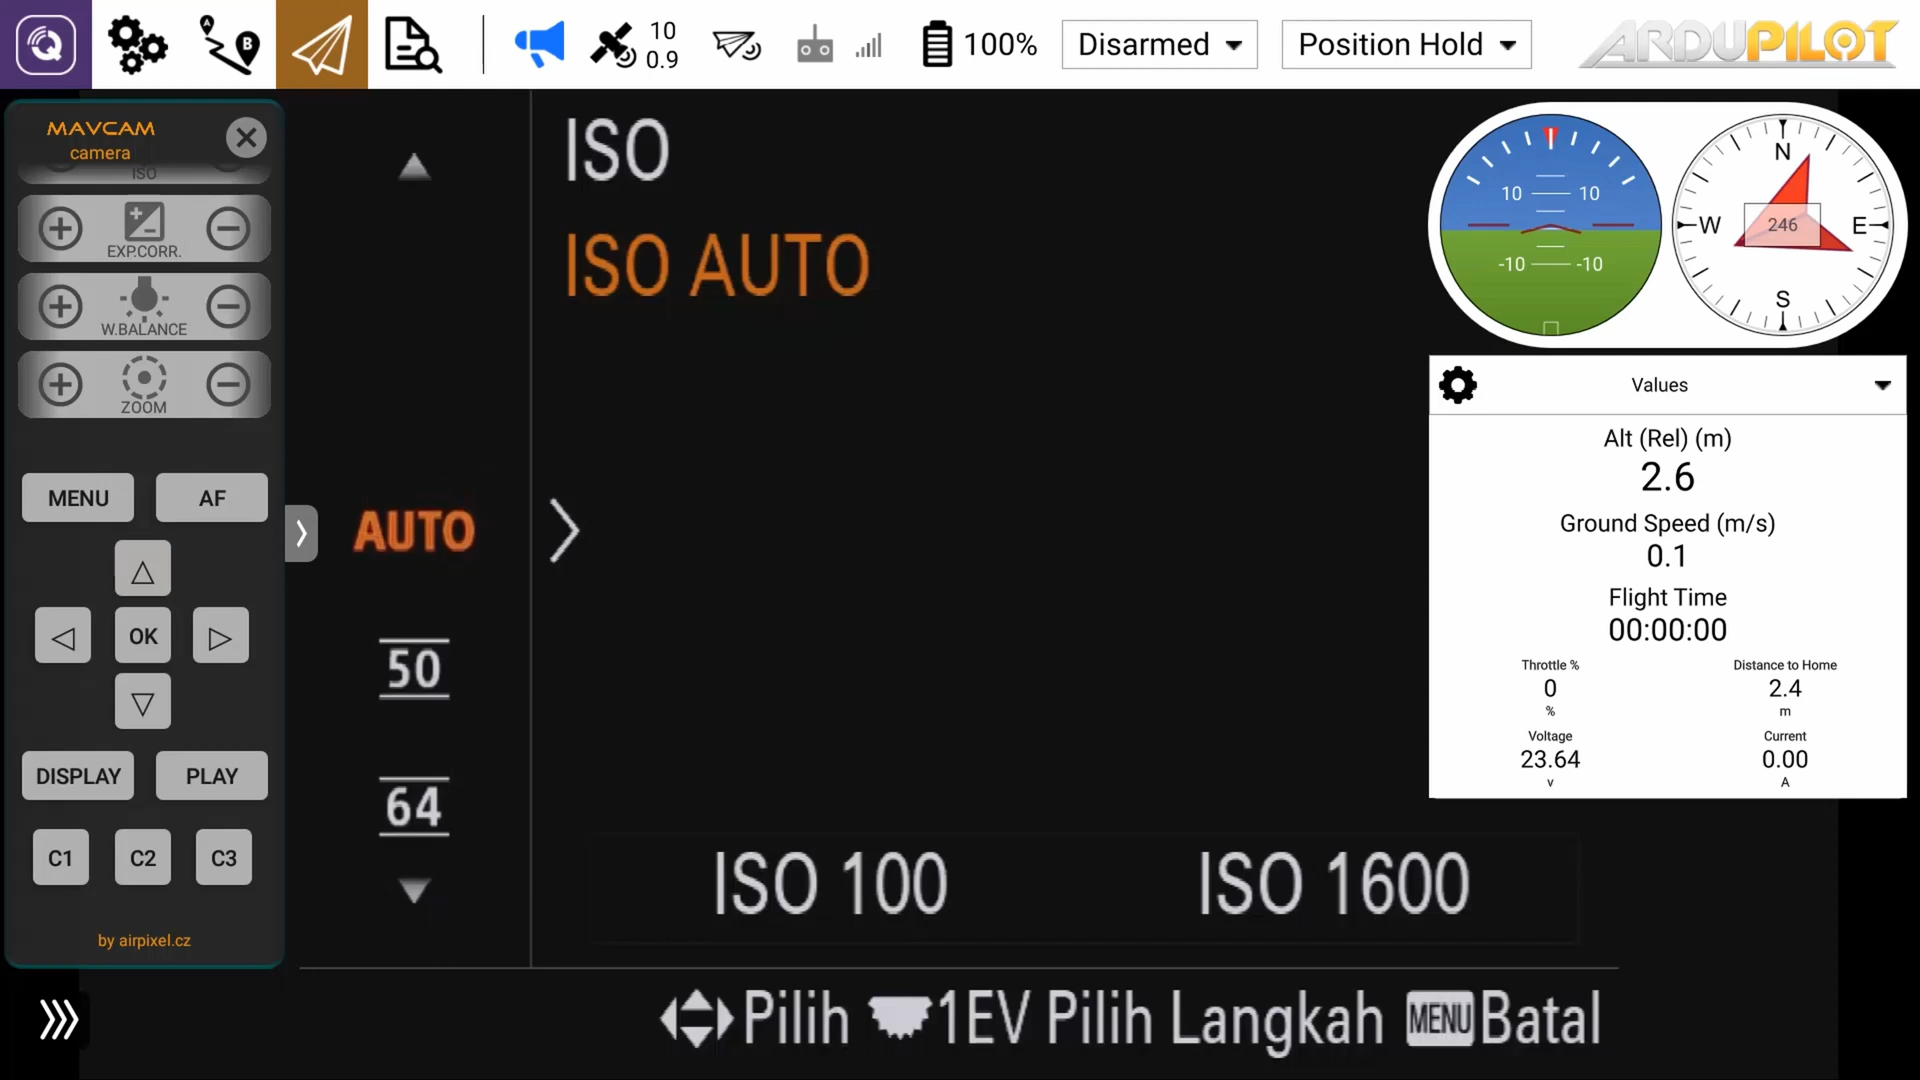 A
B
10
0.9
100%
Disarmed
Position Hold
ARDUPILOT
MAVCAM
camera
ISO
EXP.CORR.
W.BALANCE
ZOOM
MENU
AF
OK
DISPLAY
PLAY
C1
C2
C3
by airpixel.cz
AUTO
50
64
ISO
ISO AUTO
ISO 100
ISO 1600
Pilih 1EV Pilih Langkah MENU Batal
10 10
-10 -10
N
W 246 E
S
Values
Alt (Rel) (m)
2.6
Ground Speed (m/s)
0.1
Flight Time
00:00:00
Throttle %
0
%
Distance to Home
2.4
m
Voltage
23.64
v
Current
0.00
A